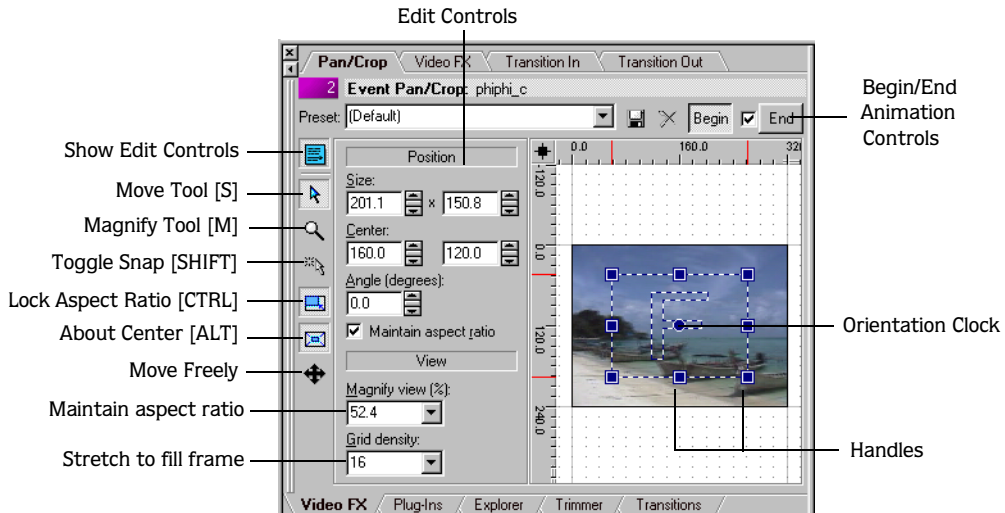 Edit Controls
Pan/Crop Video FX Transition In Transition Out
2 Event Pan/Crop: phiphi_c
Preset: (Default) Begin End
Begin/End
Animation
Controls
Show Edit Controls
Move Tool [S]
Magnify Tool [M]
Toggle Snap [SHIFT]
Lock Aspect Ratio [CTRL]
About Center [ALT]
Move Freely
Maintain aspect ratio
Stretch to fill frame
Position
Size:
201.1 x 150.8
Center:
160.0 120.0
Angle (degrees):
0.0
Maintain aspect ratio
View
Magnify view (%):
52.4
Grid density:
16
0.0 160.0 32
-120.0
0.0
120.0
240.0
Orientation Clock
Handles
Video FX Plug-Ins Explorer Trimmer Transitions